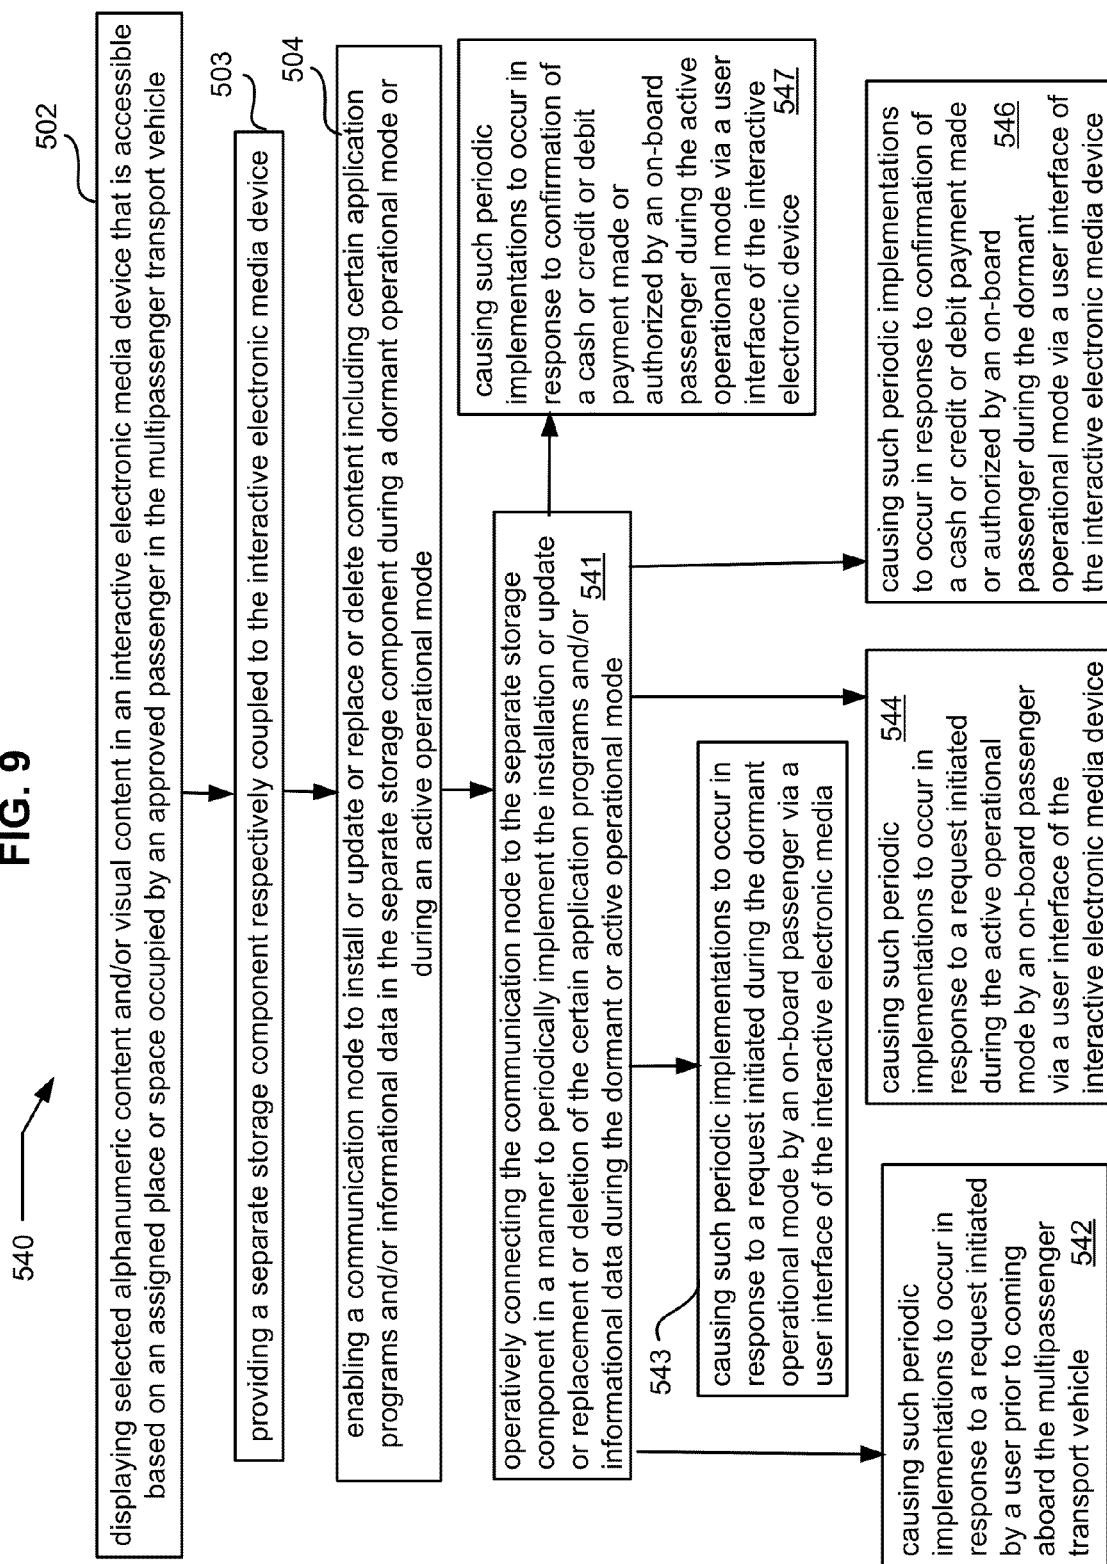 FIG. 9
540
502
displaying selected alphanumeric content and/or visual content in an interactive electronic media device that is accessible
based on an assigned place or space occupied by an approved passenger in the multipassenger transport vehicle
503
providing a separate storage component respectively coupled to the interactive electronic media device
504
enabling a communication node to install or update or replace or delete content including certain application
programs and/or informational data in the separate storage component during a dormant operational mode or
during an active operational mode
operatively connecting the communication node to the separate storage
component in a manner to periodically implement the installation or update
or replacement or deletion of the certain application programs and/or
informational data during the dormant or active operational mode
541
causing such periodic
implementations to occur in
response to confirmation of
a cash or credit or debit
payment made or
authorized by an on-board
passenger during the active
operational mode via a user
interface of the interactive
electronic device 547
543
causing such periodic implementations to occur in
response to a request initiated during the dormant
operational mode by an on-board passenger via a
user interface of the interactive electronic media
causing such periodic
implementations to occur in
response to a request initiated
by a user prior to coming
aboard the multipassenger
transport vehicle 542
causing such periodic 544
implementations to occur in
response to a request initiated
during the active operational
mode by an on-board passenger
via a user interface of the
interactive electronic media device
causing such periodic implementations
to occur in response to confirmation of
a cash or credit or debit payment made
or authorized by an on-board
passenger during the dormant 546
operational mode via a user interface of
the interactive electronic media device